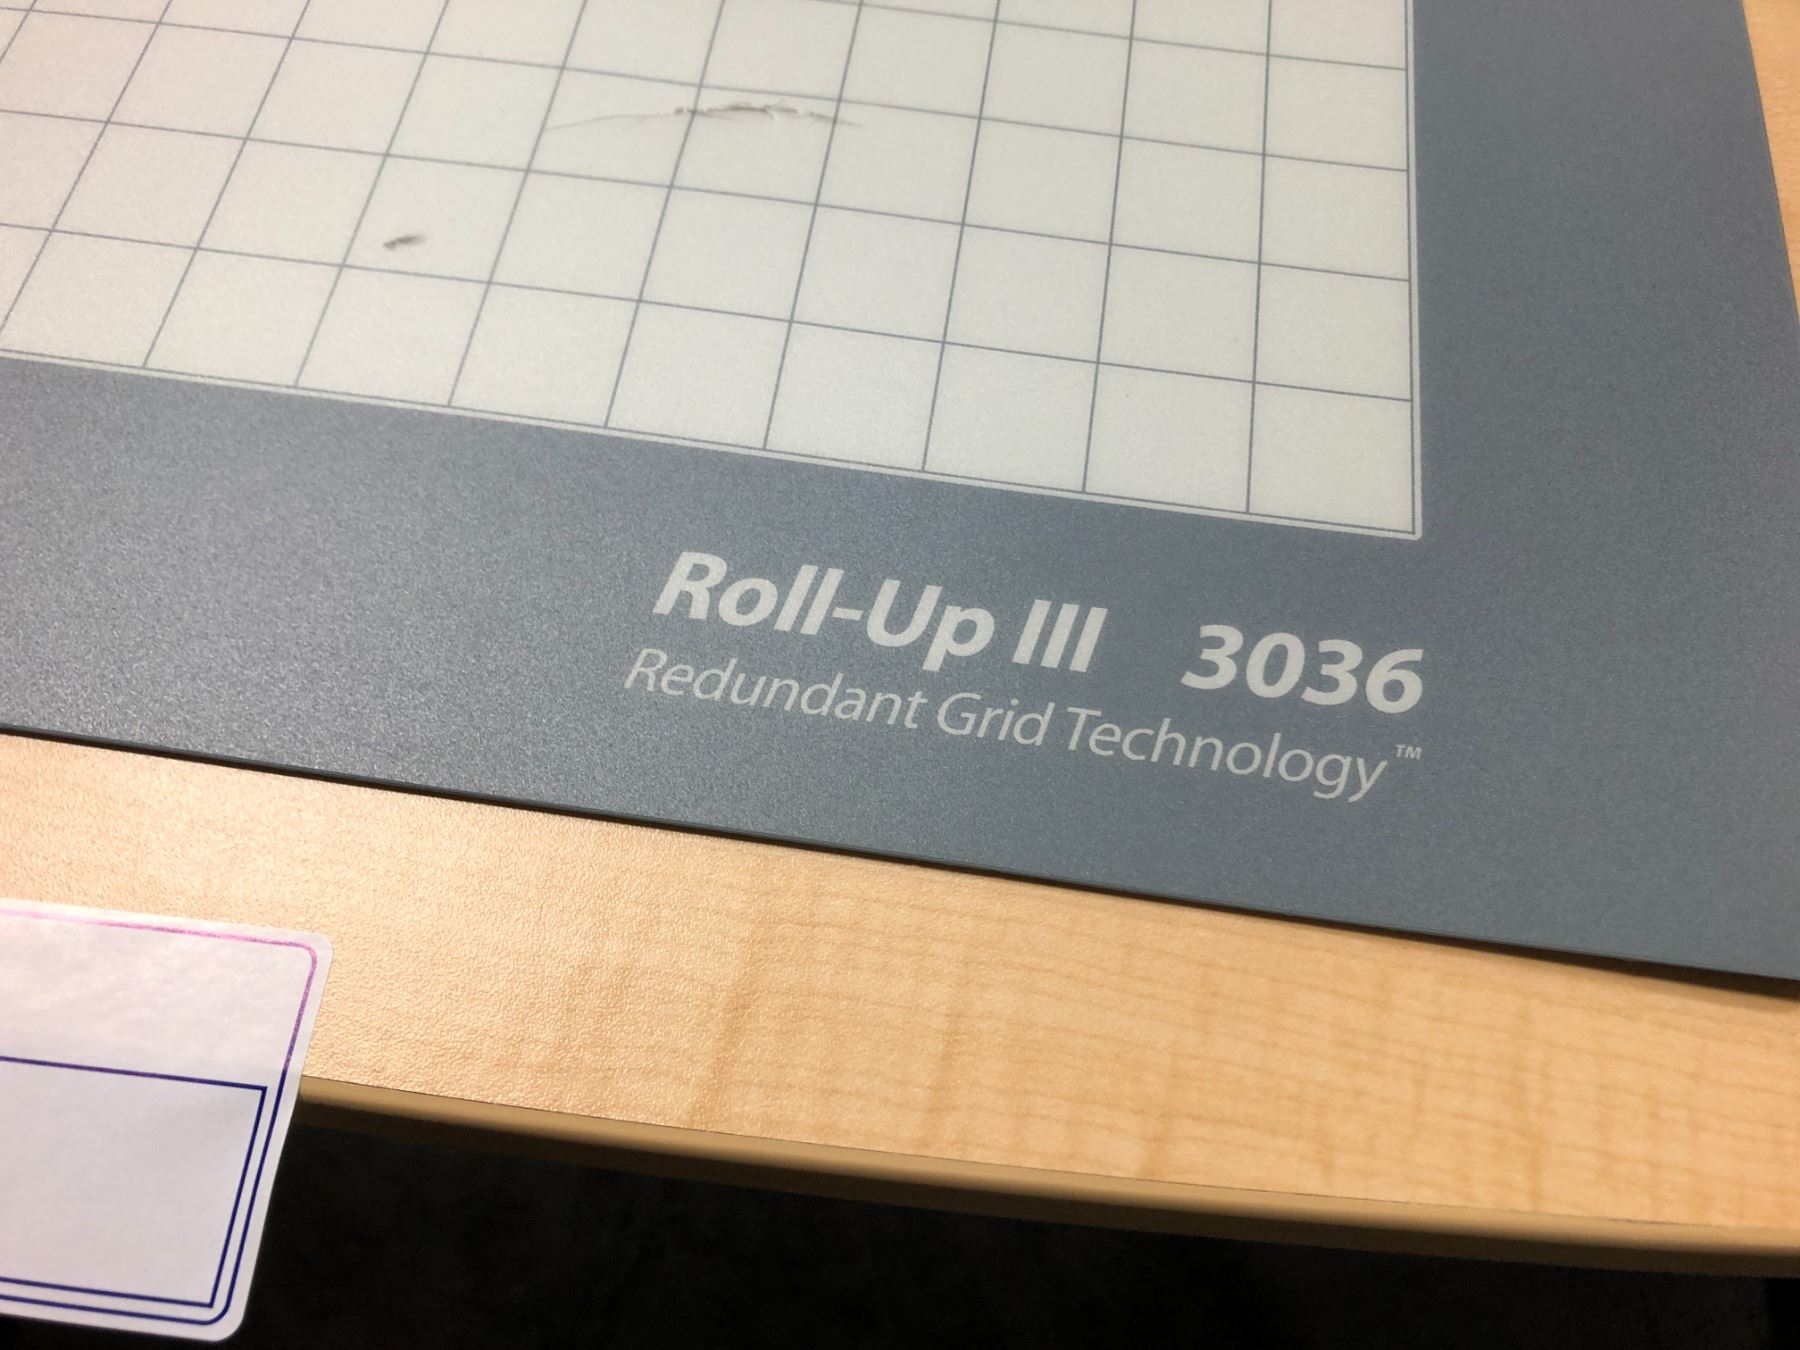 Roll-Up III 3036
Redundant Grid Technology™